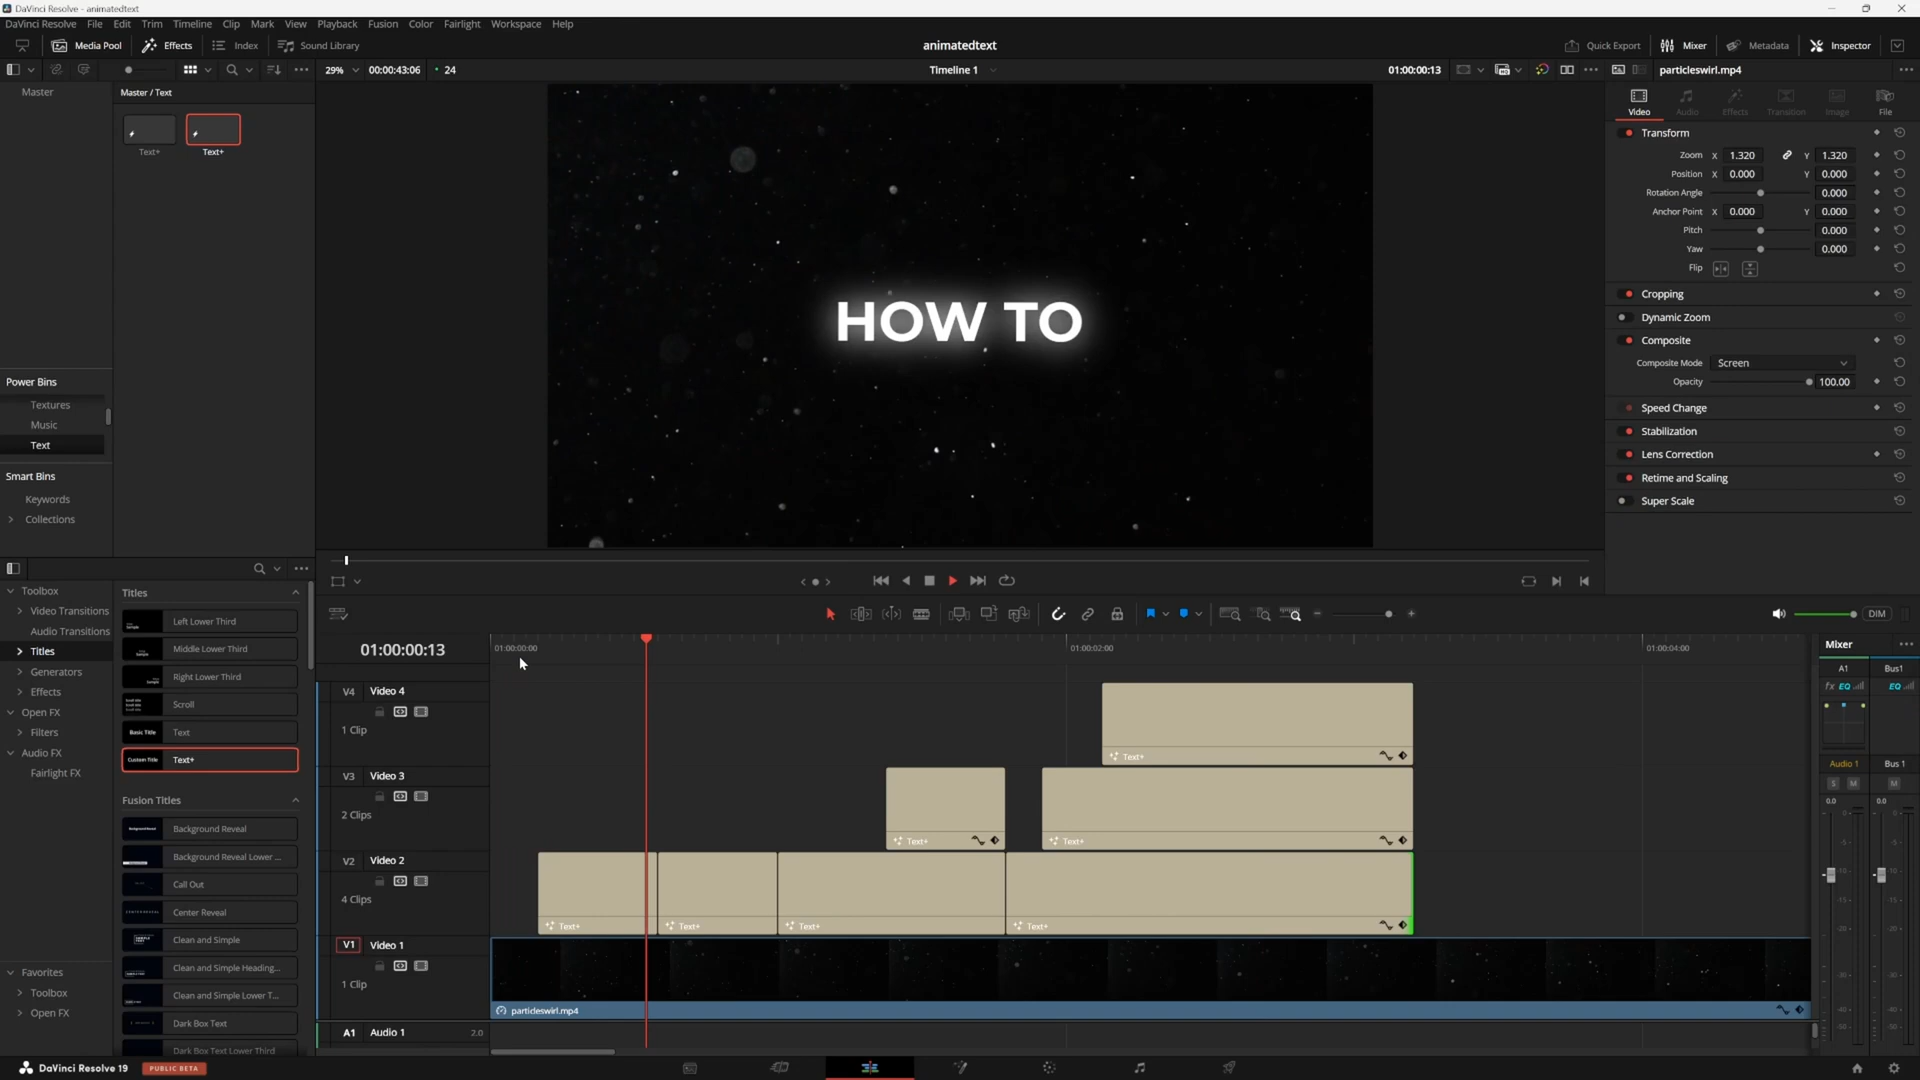 DaVinci Resolve - animatedtext
DaVinci Resolve File Edit Trim Timeline Clip Mark View Playback Fusion Color Fairlight Workspace Help
Media Pool Effects Index Sound Library animatedtext Quick Export Mixer Metadata Inspector
29% 00:00:43:06 24 Timeline 1 01:00:00:13 particleswirl.mp4
Master
Master / Text
Text+ Text+
Power Bins
Textures
Music
Text
Smart Bins
Keywords
Collections
HOW TO
Video Audio Effects Transition Image File
Transform
Zoom X 1.320 Y 1.320
Position X 0.000 Y 0.000
Rotation Angle 0.000
Anchor Point X 0.000 Y 0.000
Pitch 0.000
Yaw 0.000
Flip
Cropping
Dynamic Zoom
Composite
Composite Mode Screen
Opacity 100.00
Speed Change
Stabilization
Lens Correction
Retime and Scaling
Super Scale
Toolbox
Video Transitions
Audio Transitions
Titles
Generators
Effects
Open FX
Filters
Audio FX
Fairlight FX
Favorites
Toolbox
Open FX
Titles
Left Lower Third
Middle Lower Third
Right Lower Third
Scroll
Basic Title Text
Custom Title Text+
Fusion Titles
Background Reveal
Background Reveal Lower ...
Call Out
Center Reveal
Clean and Simple
Clean and Simple Heading...
Clean and Simple Lower T...
Dark Box Text
Dark Box Text Lower Third
DIM
01:00:00:13
01:00:00:00 01:00:02:00 01:00:04:00
V4 Video 4
1 Clip
Text+
V3 Video 3
2 Clips
Text+ Text+
V2 Video 2
4 Clips
Text+ Text+ Text+ Text+
V1 Video 1
1 Clip
particleswirl.mp4
A1 Audio 1 2.0
Mixer
A1 Bus1
fx EQ EQ
Audio 1 Bus 1
S M M
0.0 0.0
DaVinci Resolve 19 PUBLIC BETA